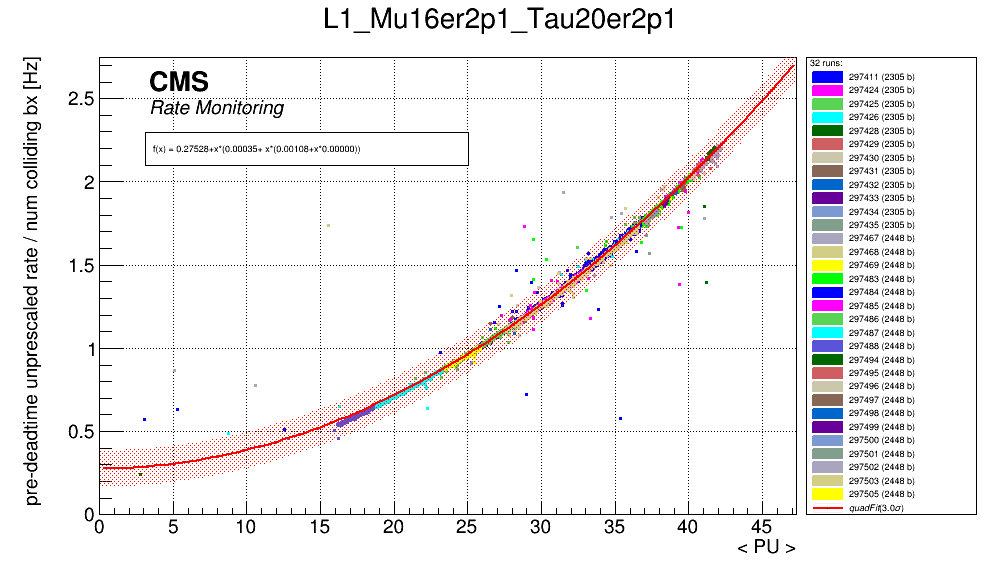 L1_Mu16er2p1_Tau20er2p1
pre-deadtime unprescaled rate / num colliding bx [Hz]
CMS
Rate Monitoring
f(x) = 0.27528+x*(0.00035+ x*(0.00108+x*0.00000))
2.5
2
1.5
1
0.5
0
0 5 10 15 20 25 30 35 40 45
< PU >
32 runs:
297411 (2305 b)
297424 (2305 b)
297425 (2305 b)
297426 (2305 b)
297428 (2305 b)
297429 (2305 b)
297430 (2305 b)
297431 (2305 b)
297432 (2305 b)
297433 (2305 b)
297434 (2305 b)
297435 (2305 b)
297467 (2448 b)
297468 (2448 b)
297469 (2448 b)
297483 (2448 b)
297484 (2448 b)
297485 (2448 b)
297486 (2448 b)
297487 (2448 b)
297488 (2448 b)
297494 (2448 b)
297495 (2448 b)
297496 (2448 b)
297497 (2448 b)
297498 (2448 b)
297499 (2448 b)
297500 (2448 b)
297501 (2448 b)
297502 (2448 b)
297503 (2448 b)
297505 (2448 b)
quadFit(3.0σ)